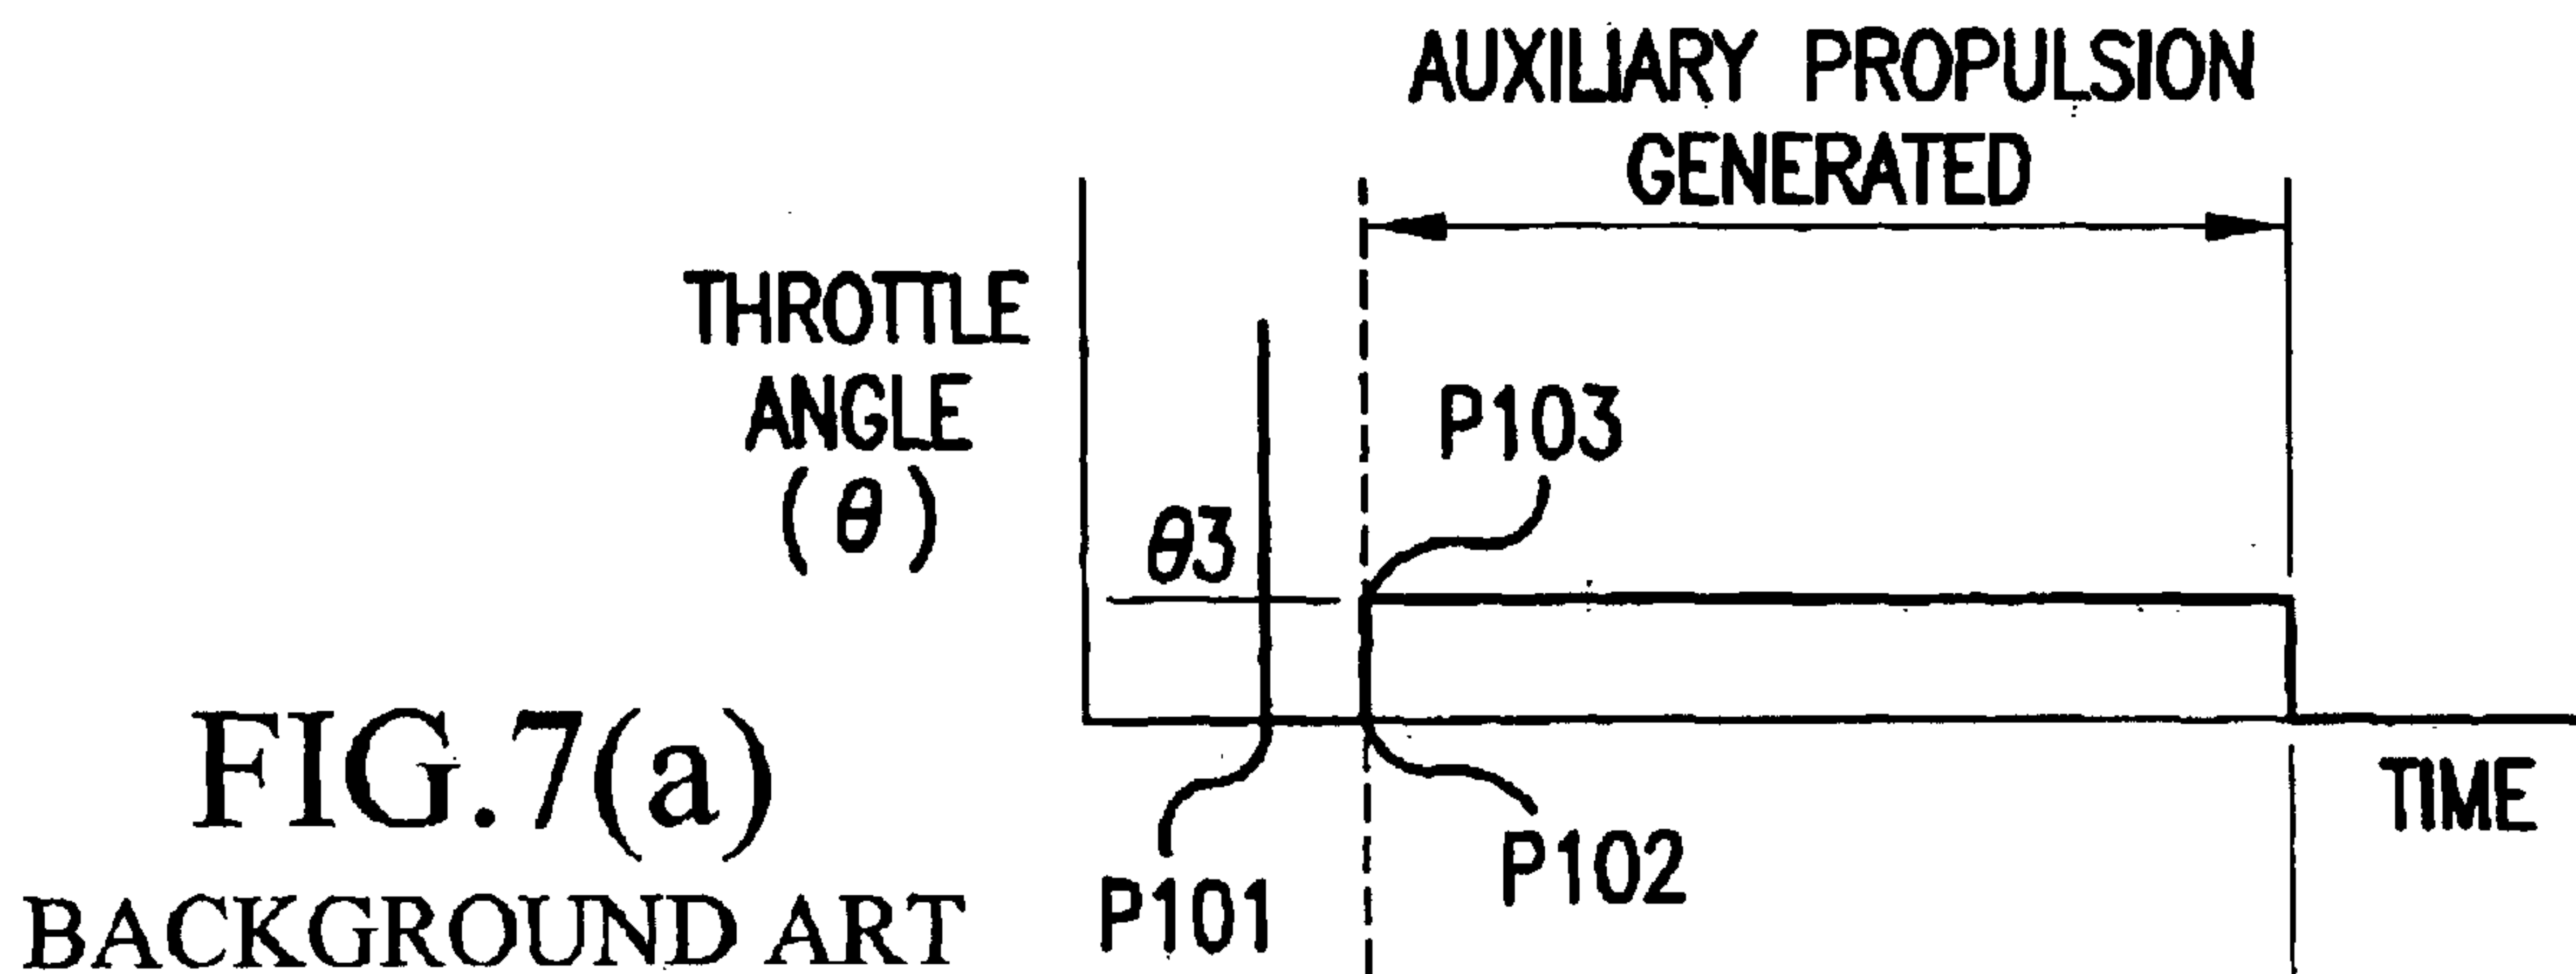 AUXILIARY PROPULSION
GENERATED
THROTTLE
ANGLE
(θ)
θ3
P103
TIME
P102
P101
FIG.7(a)
BACKGROUND ART